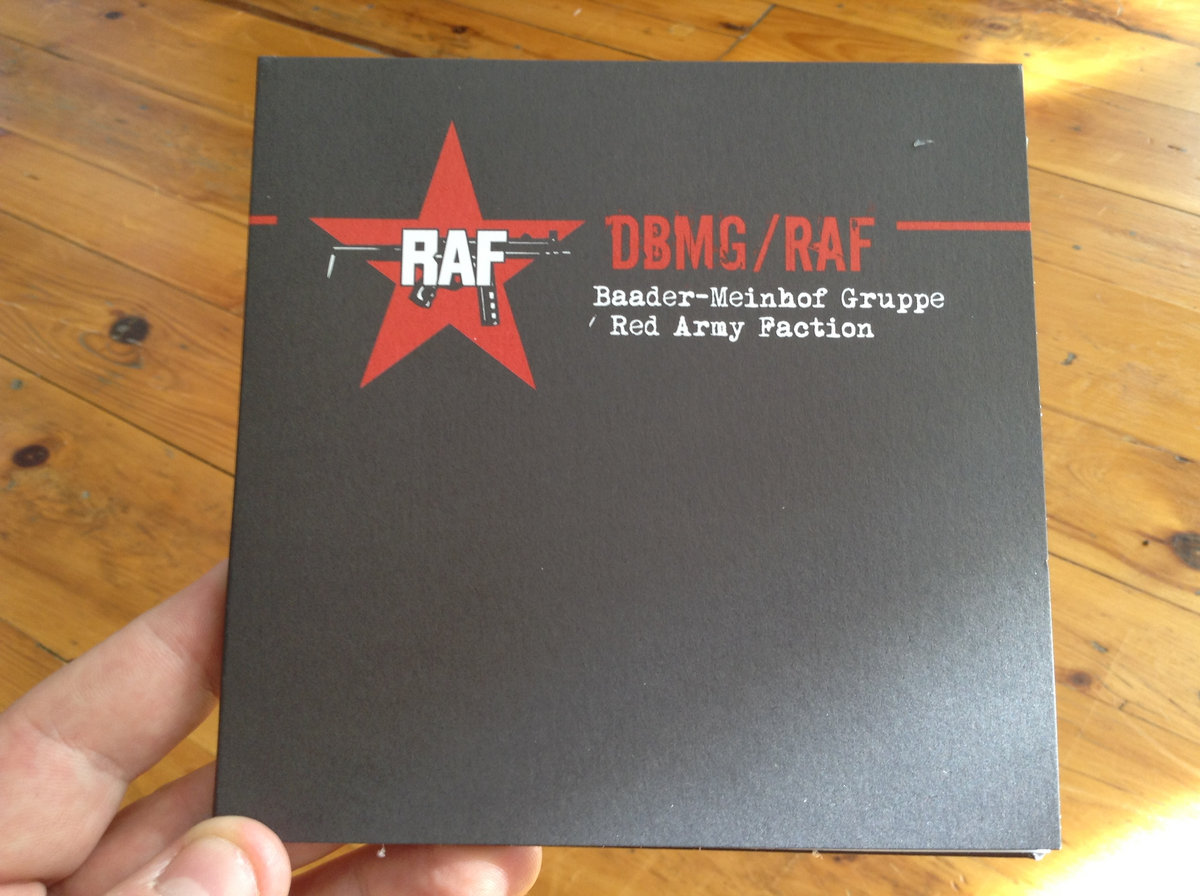 RAF
DBMG/RAF
Baader-Meinhof Gruppe
Red Army Faction